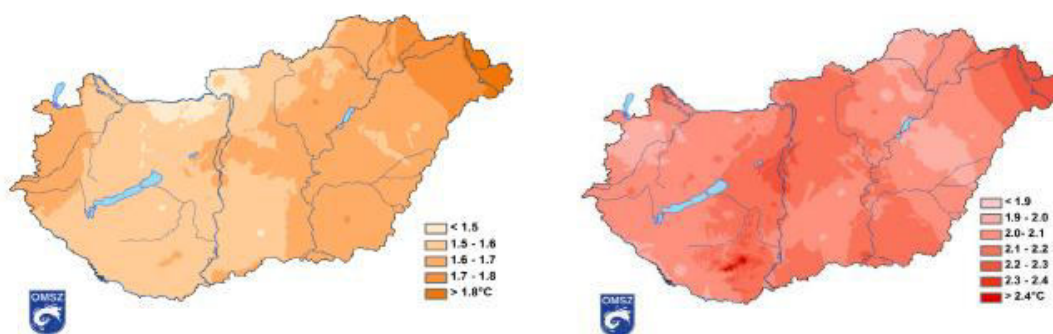 < 1.5
1.5 - 1.6
1.6 - 1.7
1.7 - 1.8
> 1.8°C
OMSZ
< 1.9
1.9 - 2.0
2.0- 2.1
2.1 - 2.2
2.2 - 2.3
2.3 - 2.4
> 2.4°C
OMSZ